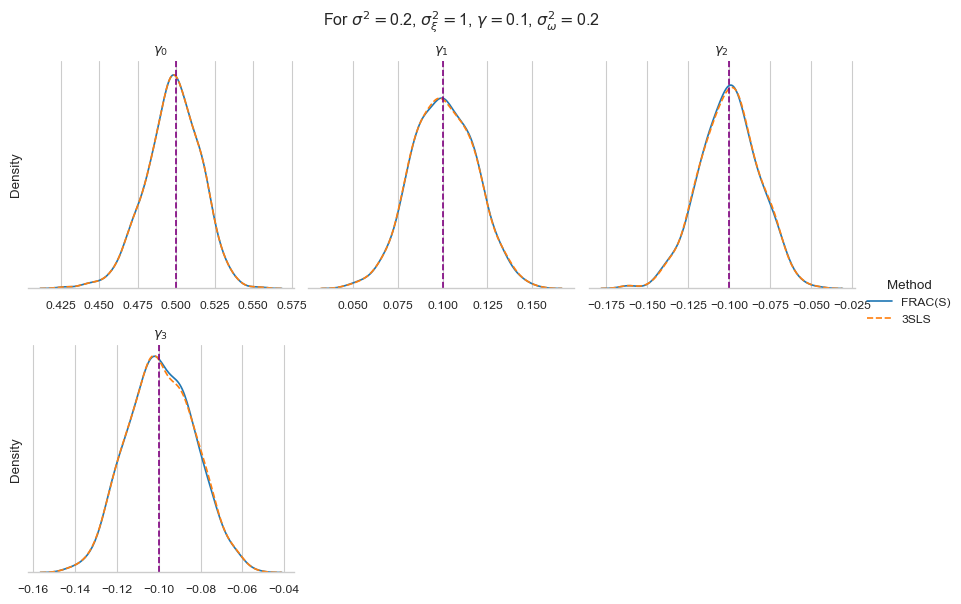 For σ² = 0.2, σ_ξ² = 1, γ = 0.1, σ_ω² = 0.2
γ₀ γ₁ γ₂
Density
0.425 0.450 0.475 0.500 0.525 0.550 0.575 0.050 0.075 0.100 0.125 0.150 −0.175 −0.150 −0.125 −0.100 −0.075 −0.050 −0.025
Method
FRAC(S)
3SLS
γ₃
Density
−0.16 −0.14 −0.12 −0.10 −0.08 −0.06 −0.04